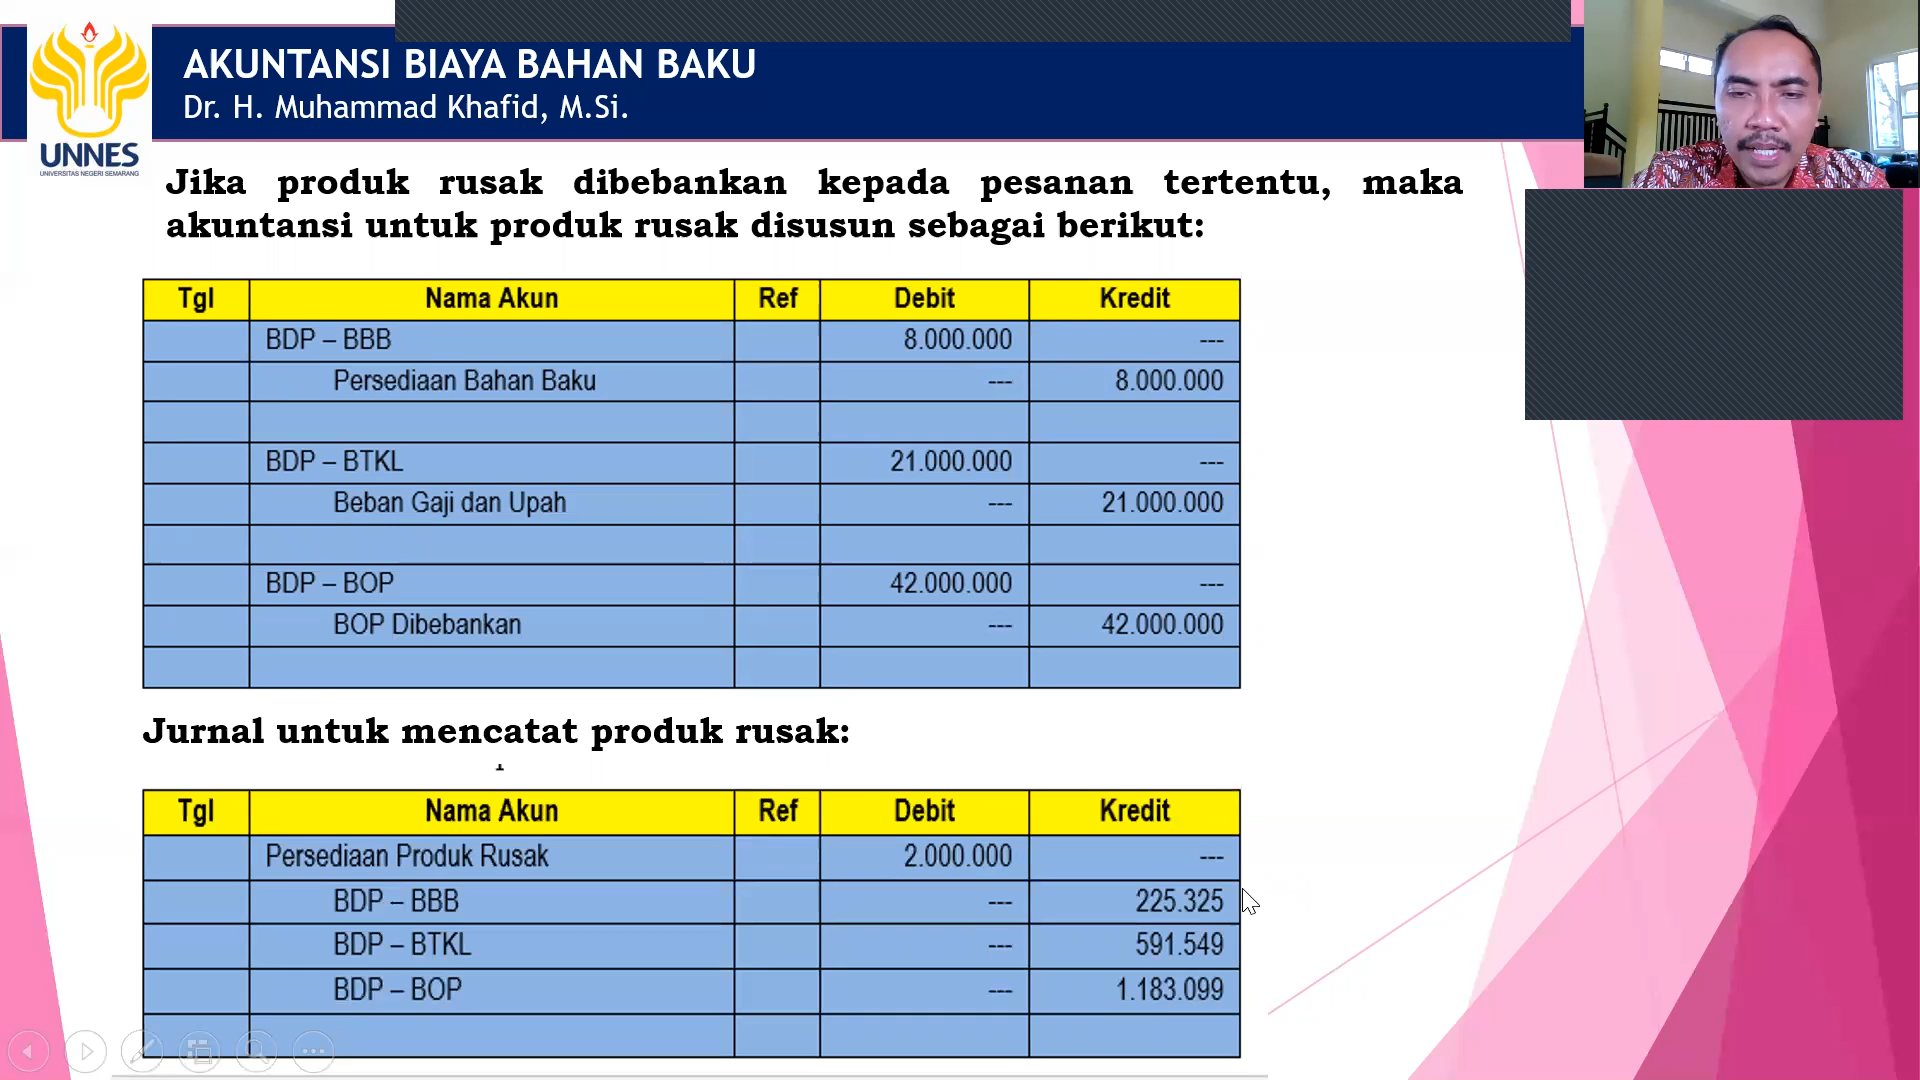 AKUNTANSI BIAYA BAHAN BAKU
Dr. H. Muhammad Khafid, M.Si.
UNNES
UNIVERSITAS NEGERI SEMARANG
Jika produk rusak dibebankan kepada pesanan tertentu, maka
akuntansi untuk produk rusak disusun sebagai berikut:
Tgl Nama Akun Ref Debit Kredit
BDP – BBB 8.000.000 ---
Persediaan Bahan Baku --- 8.000.000
BDP – BTKL 21.000.000 ---
Beban Gaji dan Upah --- 21.000.000
BDP – BOP 42.000.000 ---
BOP Dibebankan --- 42.000.000
Jurnal untuk mencatat produk rusak:
Tgl Nama Akun Ref Debit Kredit
Persediaan Produk Rusak 2.000.000 ---
BDP – BBB --- 225.325
BDP – BTKL --- 591.549
BDP – BOP --- 1.183.099